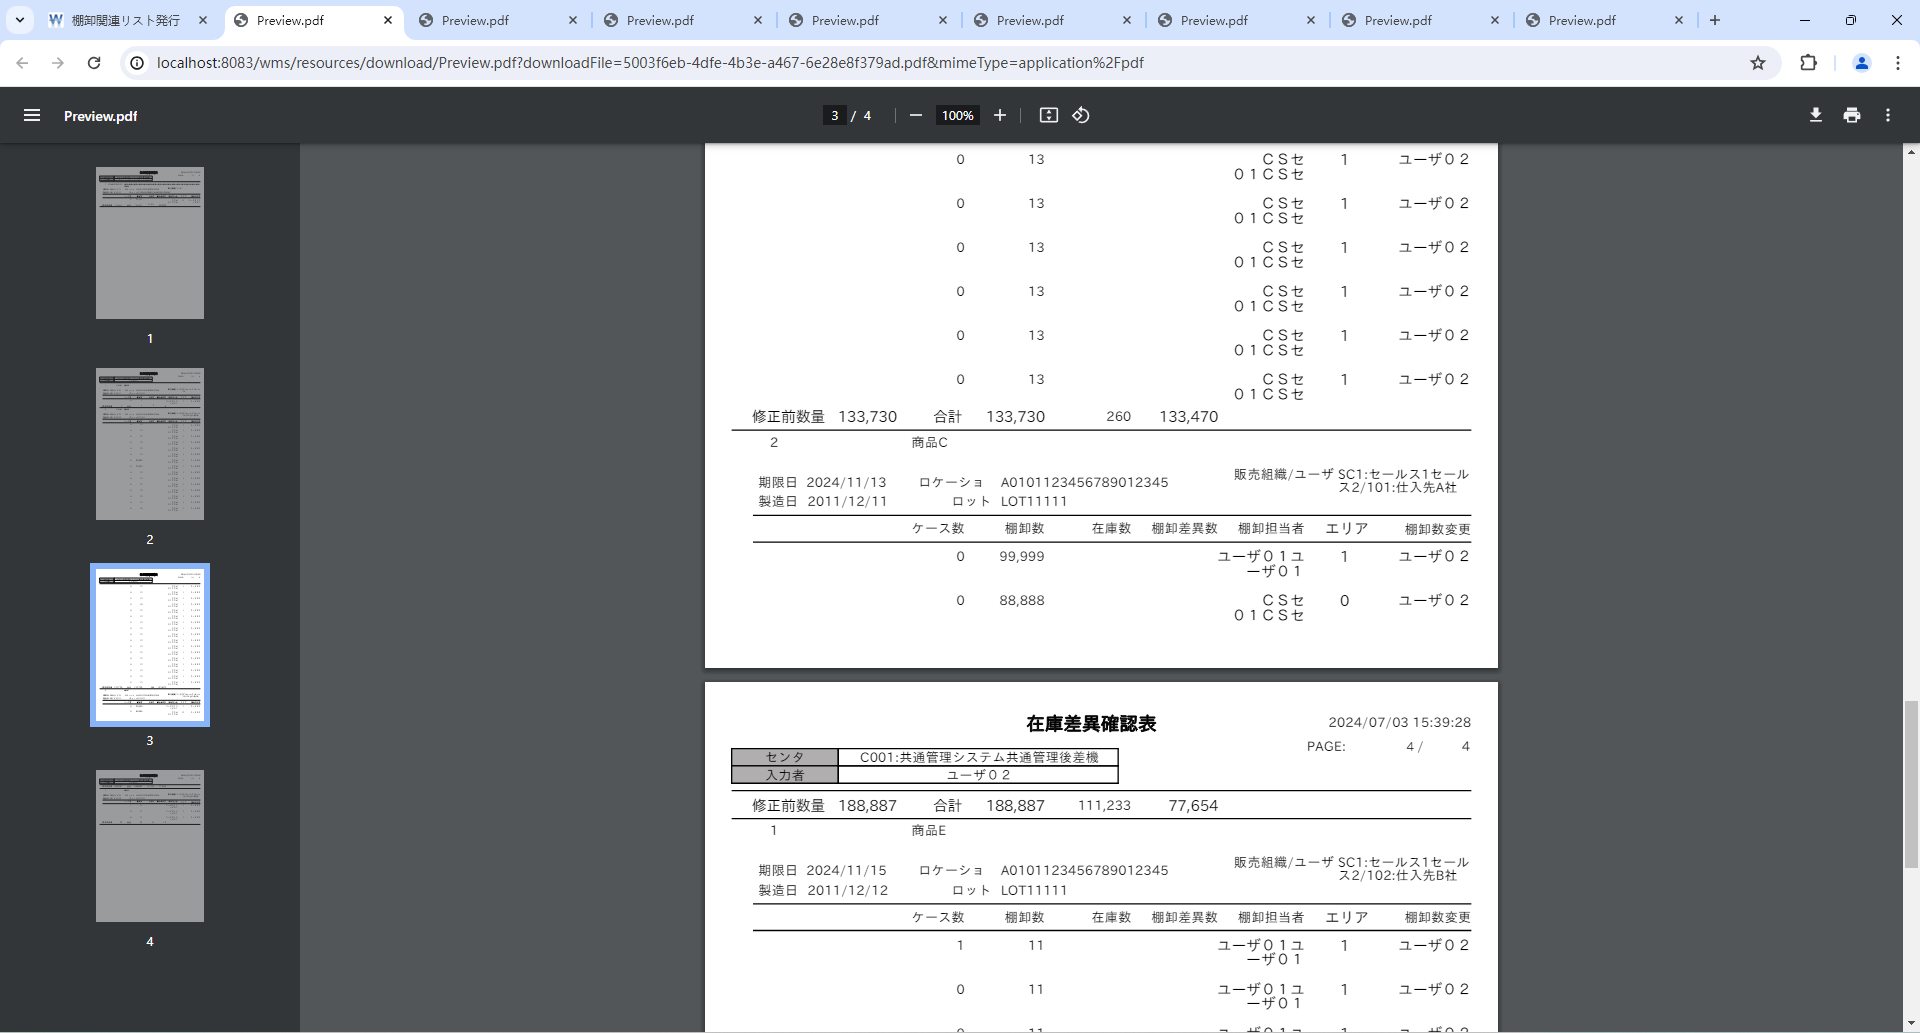 棚卸関連リスト発行
Preview.pdf
Preview.pdf
Preview.pdf
Preview.pdf
Preview.pdf
Preview.pdf
Preview.pdf
Preview.pdf
localhost:8083/wms/resources/download/Preview.pdf?downloadFile=5003f6eb-4dfe-4b3e-a467-6e28e8f379ad.pdf&mimeType=application%2Fpdf
Preview.pdf
3 / 4
100%
1
2
3
4
0 13 ＣＳセ 1 ユーザ０２
０１ＣＳセ
0 13 ＣＳセ 1 ユーザ０２
０１ＣＳセ
0 13 ＣＳセ 1 ユーザ０２
０１ＣＳセ
0 13 ＣＳセ 1 ユーザ０２
０１ＣＳセ
0 13 ＣＳセ 1 ユーザ０２
０１ＣＳセ
0 13 ＣＳセ 1 ユーザ０２
０１ＣＳセ
修正前数量 133,730 合計 133,730 260 133,470
2 商品C
期限日 2024/11/13 ロケーショ A0101123456789012345 販売組織/ユーザ SC1:セールス1セール
ス2/101:仕入先A社
製造日 2011/12/11 ロット LOT11111
ケース数 棚卸数 在庫数 棚卸差異数 棚卸担当者 エリア 棚卸数変更
0 99,999 ユーザ０１ユ 1 ユーザ０２
ーザ０１
0 88,888 ＣＳセ 0 ユーザ０２
０１ＣＳセ
在庫差異確認表 2024/07/03 15:39:28
PAGE: 4 / 4
センタ C001:共通管理システム共通管理後差機
入力者 ユーザ０２
修正前数量 188,887 合計 188,887 111,233 77,654
1 商品E
期限日 2024/11/15 ロケーショ A0101123456789012345 販売組織/ユーザ SC1:セールス1セール
ス2/102:仕入先B社
製造日 2011/12/12 ロット LOT11111
ケース数 棚卸数 在庫数 棚卸差異数 棚卸担当者 エリア 棚卸数変更
1 11 ユーザ０１ユ 1 ユーザ０２
ーザ０１
0 11 ユーザ０１ユ 1 ユーザ０２
ーザ０１